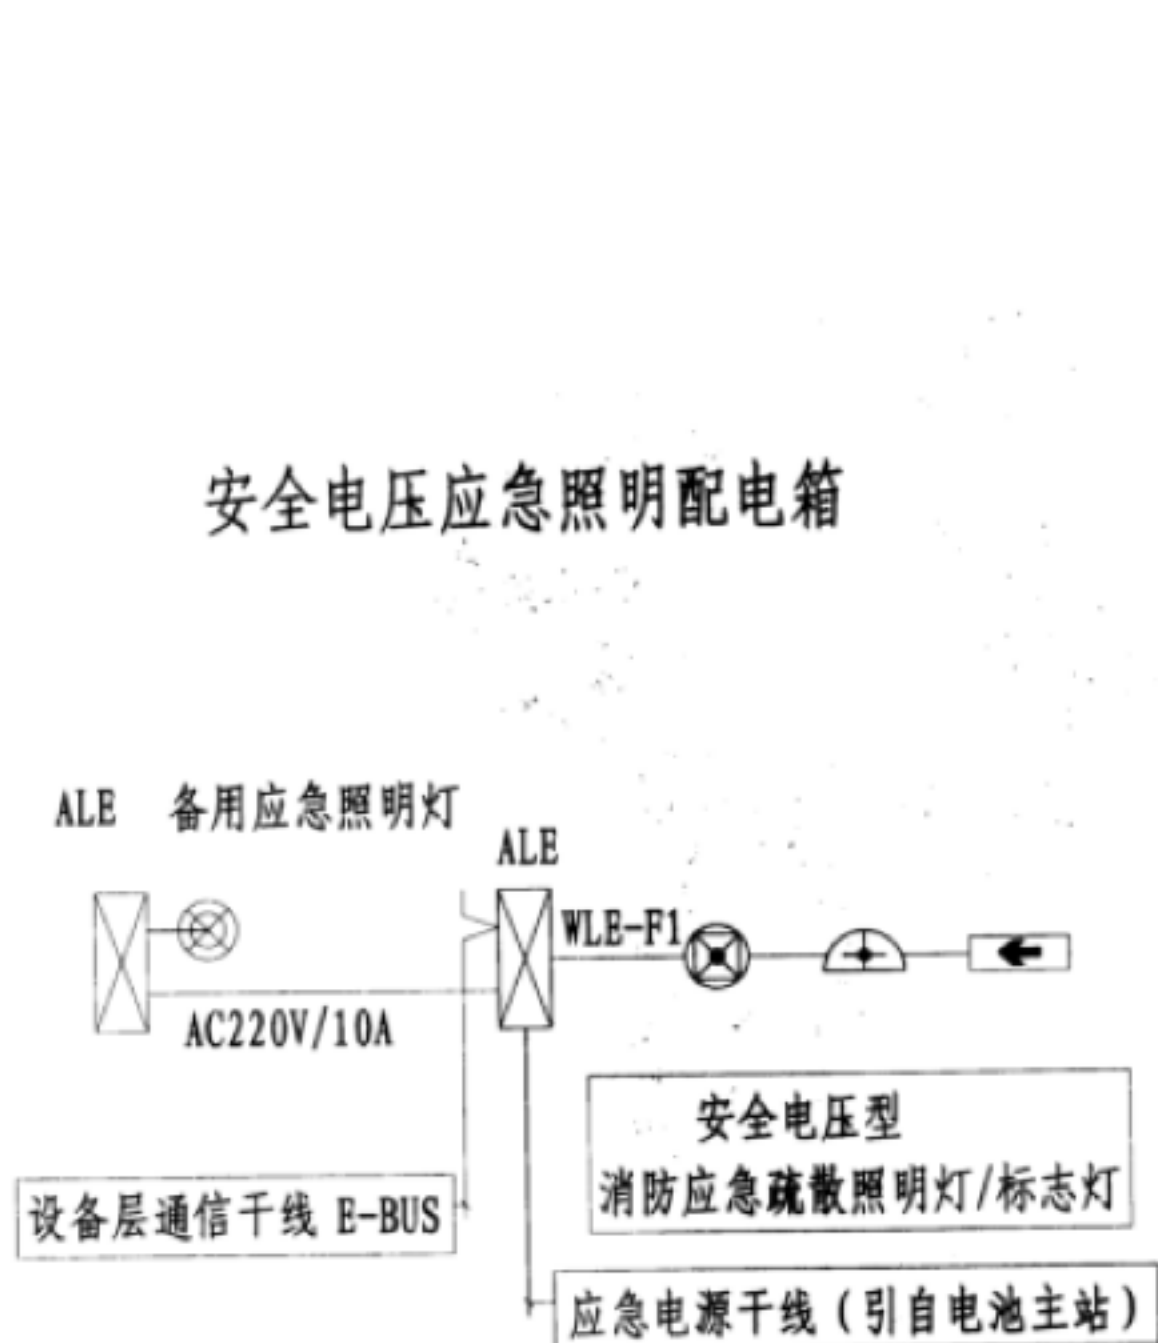 安全电压应急照明配电箱
ALE 备用应急照明灯
ALE
WLE-F1
AC220V/10A
安全电压型
消防应急疏散照明灯/标志灯
设备层通信干线 E-BUS
应急电源干线（引自电池主站）